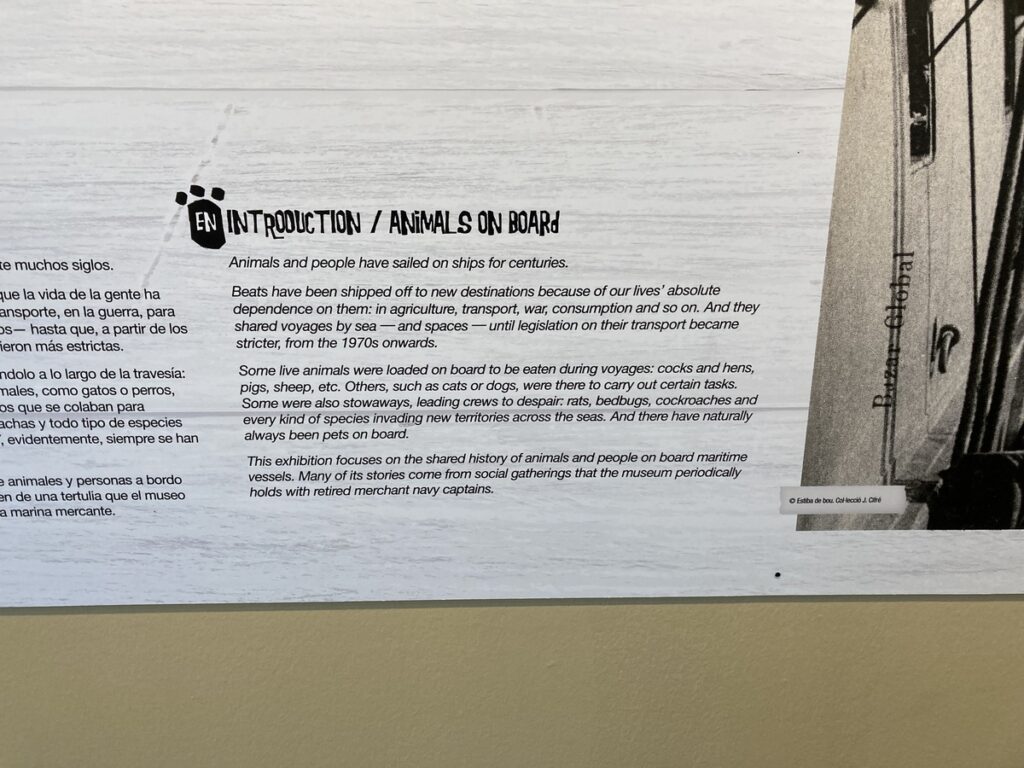 te muchos siglos.
que la vida de la gente ha
ansporte, en la guerra, para
os— hasta que, a partir de los
ieron más estrictas.
ándolo a lo largo de la travesía:
males, como gatos o perros,
os que se colaban para
achas y todo tipo de especies
, evidentemente, siempre se han
e animales y personas a bordo
en de una tertulia que el museo
a marina mercante.
EN INTRODUCTION / ANIMALS ON BOARd
Animals and people have sailed on ships for centuries.
Beats have been shipped off to new destinations because of our lives' absolute
dependence on them: in agriculture, transport, war, consumption and so on. And they
shared voyages by sea — and spaces — until legislation on their transport became
stricter, from the 1970s onwards.
Some live animals were loaded on board to be eaten during voyages: cocks and hens,
pigs, sheep, etc. Others, such as cats or dogs, were there to carry out certain tasks.
Some were also stowaways, leading crews to despair: rats, bedbugs, cockroaches and
every kind of species invading new territories across the seas. And there have naturally
always been pets on board.
This exhibition focuses on the shared history of animals and people on board maritime
vessels. Many of its stories come from social gatherings that the museum periodically
holds with retired merchant navy captains.
Bazar Global
© Estiba de bou. Col·lecció J. Cifré